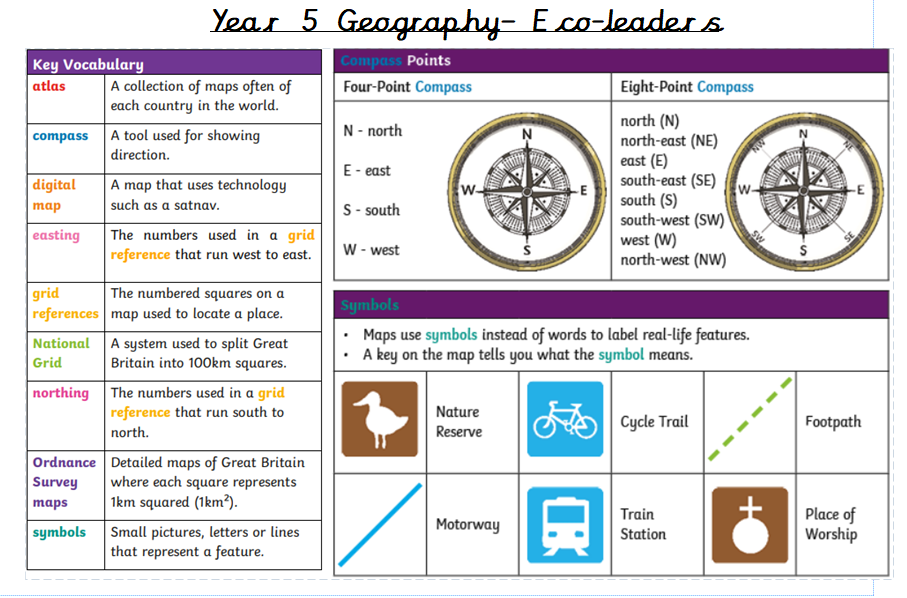 Year 5 Geography- Eco-leaders
Key Vocabulary
atlas
A collection of maps often of
each country in the world.
compass
A tool used for showing
direction.
digital
map
A map that uses technology
such as a satnav.
easting
The numbers used in a grid
reference that run west to east.
grid
references
The numbered squares on a
map used to locate a place.
National
Grid
A system used to split Great
Britain into 100km squares.
northing
The numbers used in a grid
reference that run south to
north.
Ordnance
Survey
maps
Detailed maps of Great Britain
where each square represents
1km squared (1km²).
symbols
Small pictures, letters or lines
that represent a feature.
Compass Points
Four-Point Compass
N - north
E - east
S - south
W - west
N
W
E
S
Eight-Point Compass
north (N)
north-east (NE)
east (E)
south-east (SE)
south (S)
south-west (SW)
west (W)
north-west (NW)
N
NW
NE
W
E
SW
SE
S
Symbols
• Maps use symbols instead of words to label real-life features.
• A key on the map tells you what the symbol means.
Nature
Reserve
Cycle Trail
Footpath
Motorway
Train
Station
Place of
Worship